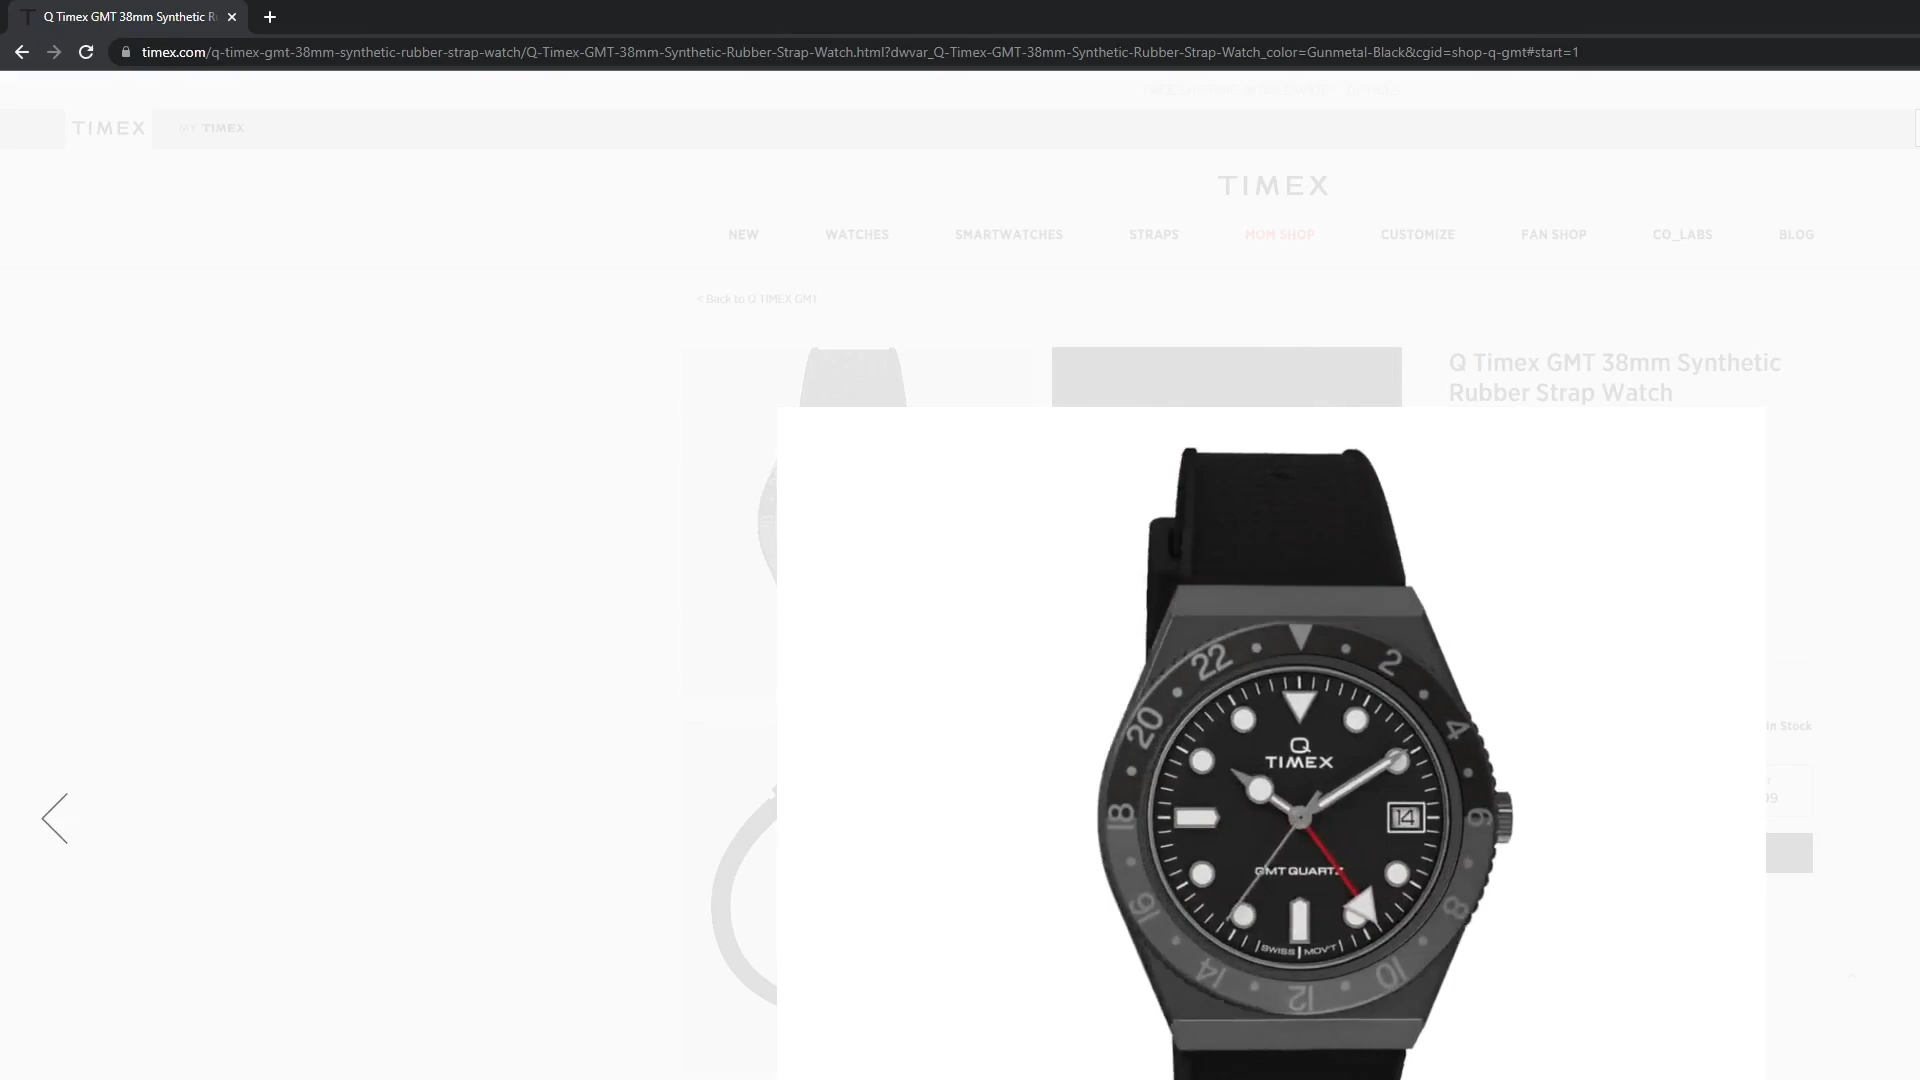 Q Timex GMT 38mm Synthetic R
timex.com/q-timex-gmt-38mm-synthetic-rubber-strap-watch/Q-Timex-GMT-38mm-Synthetic-Rubber-Strap-Watch.html?dwvar_Q-Timex-GMT-38mm-Synthetic-Rubber-Strap-Watch_color=Gunmetal-Black&cgid=shop-q-gmt#start=1
TIMEX MY TIMEX
TIMEX
NEW WATCHES SMARTWATCHES STRAPS MOM SHOP CUSTOMIZE FAN SHOP CO_LABS BLOG
< Back to Q TIMEX GMT
Q Timex GMT 38mm Synthetic
Rubber Strap Watch
22 2
20 4
Q
TIMEX
In Stock
18 14 6
GMT QUARTZ
16 8
SWISS MOV'T
14 10
12